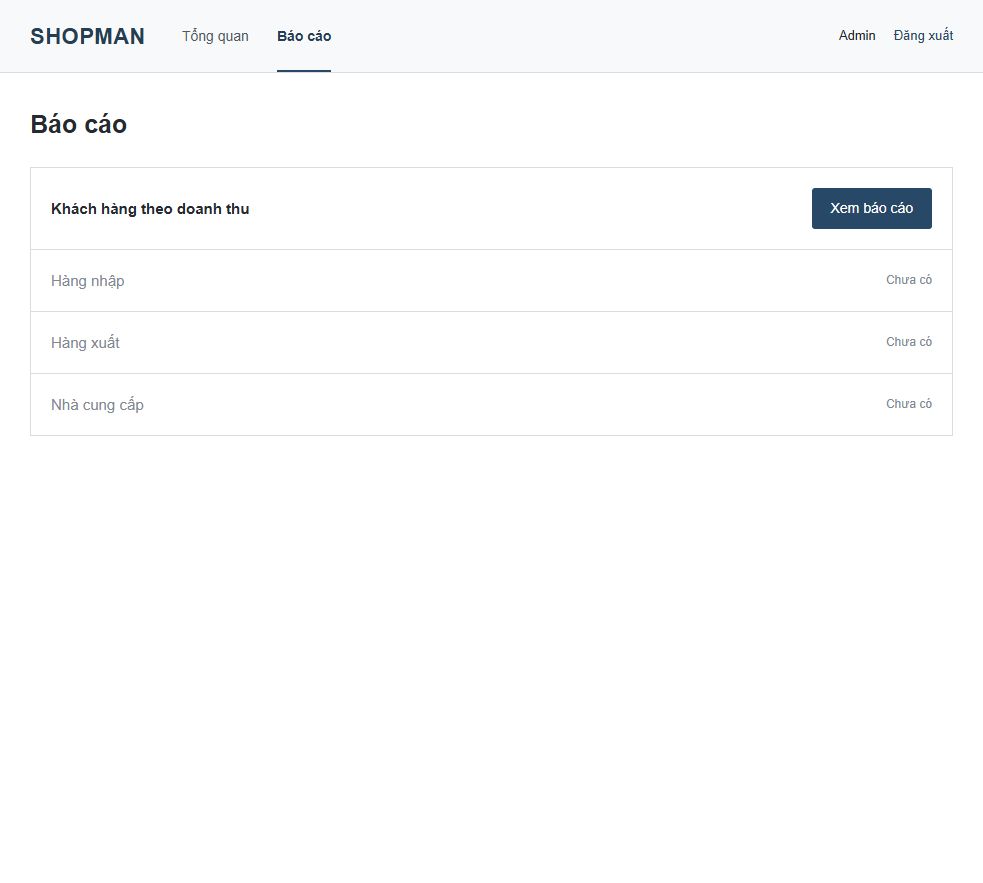 SHOPMAN Tổng quan Báo cáo Admin Đăng xuất
Báo cáo
Khách hàng theo doanh thu Xem báo cáo
Hàng nhập Chưa có
Hàng xuất Chưa có
Nhà cung cấp Chưa có